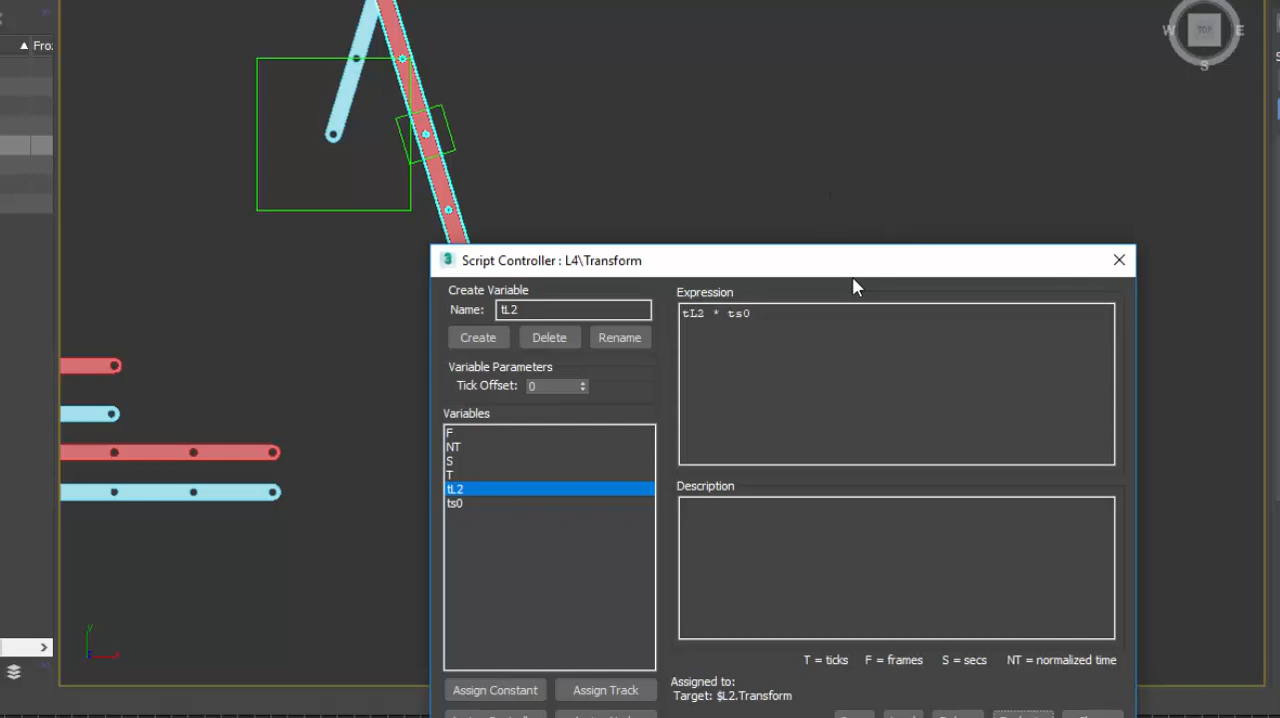 Fro:
W
TOP
E
S
Script Controller : L4\Transform
Create Variable
Name: tL2
Create Delete Rename
Variable Parameters
Tick Offset: 0
Variables
F
NT
S
T
tL2
ts0
Assign Constant Assign Track
Expression
tL2 * ts0
Description
T = ticks F = frames S = secs NT = normalized time
Assigned to:
Target: $L2.Transform
y
x